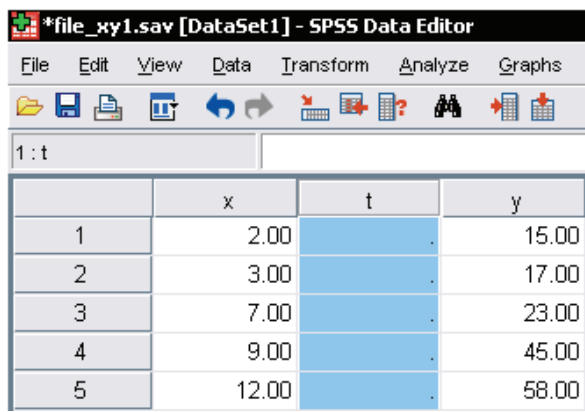 *file_xy1.sav [DataSet1] - SPSS Data Editor
File Edit View Data Transform Analyze Graphs
1 : t
x t y
1 2.00 . 15.00
2 3.00 . 17.00
3 7.00 . 23.00
4 9.00 . 45.00
5 12.00 . 58.00